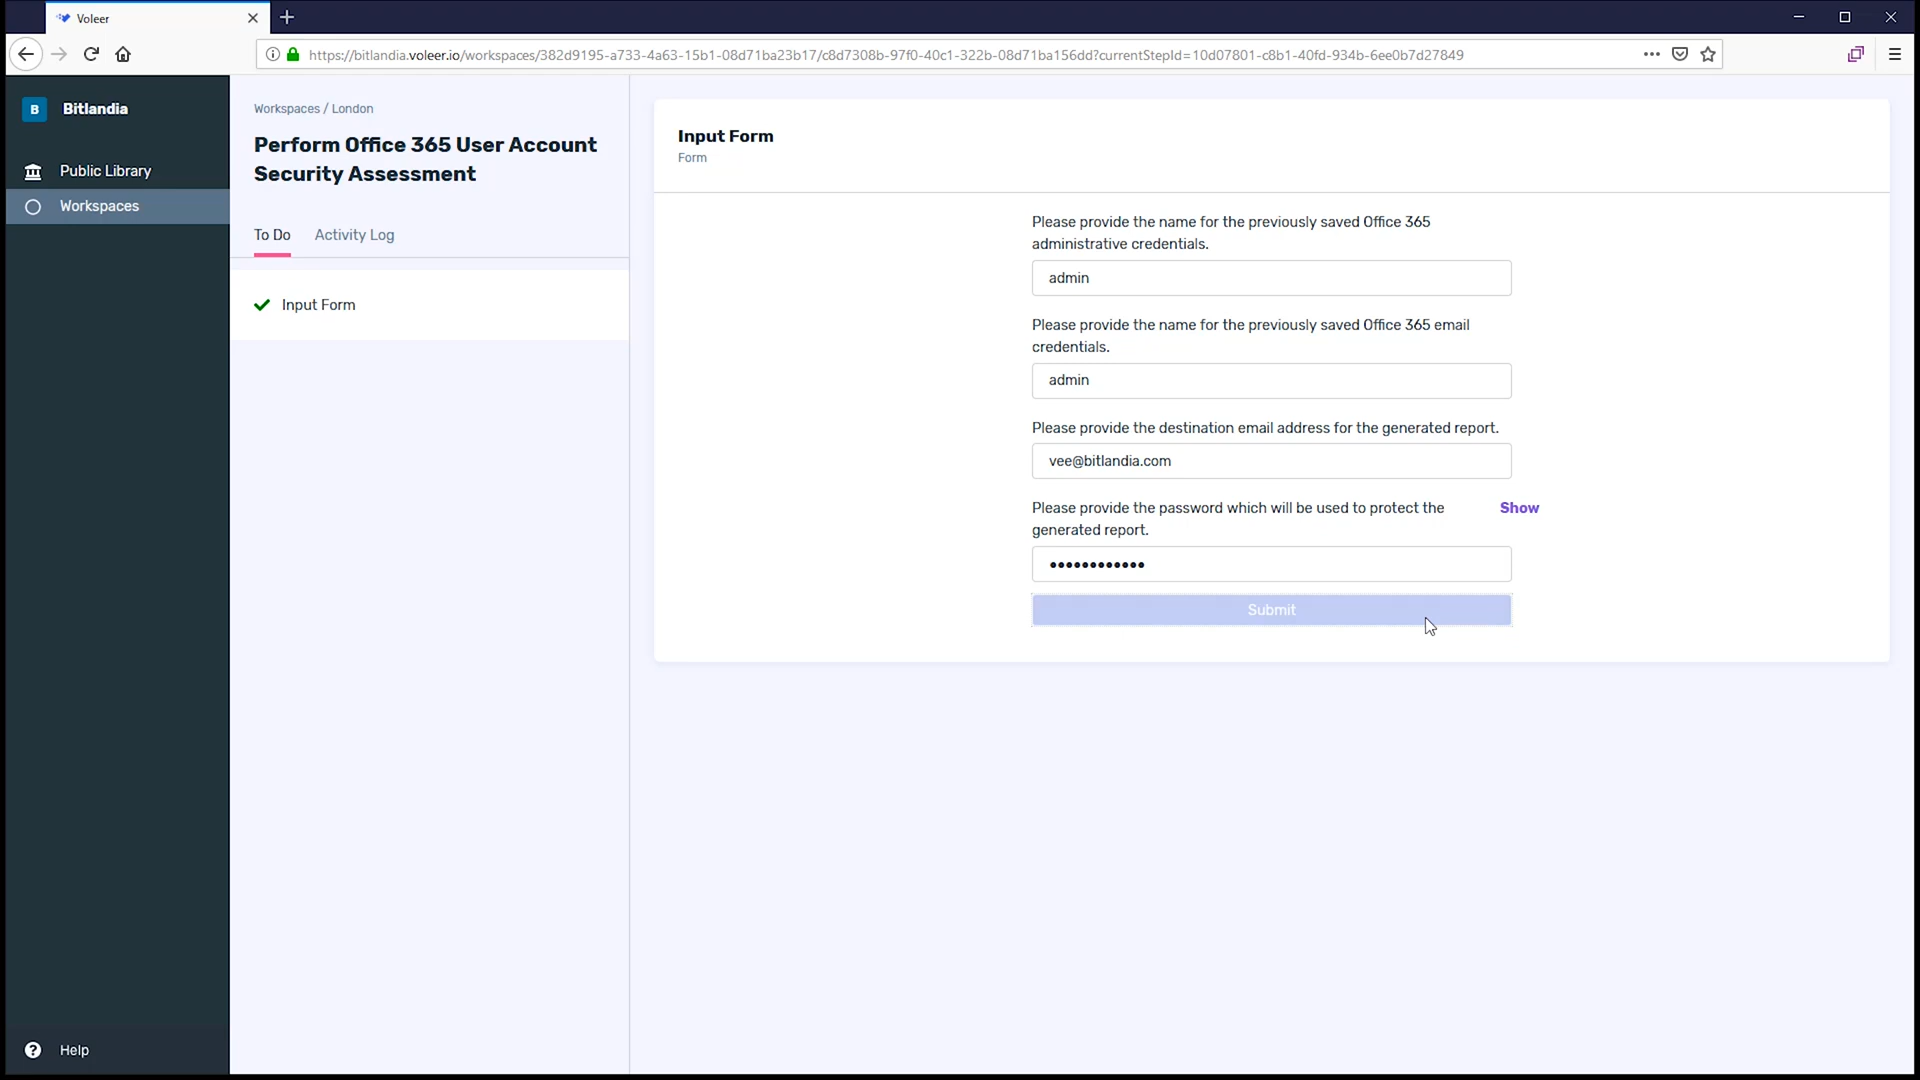 Voleer
https://bitlandia.voleer.io/workspaces/382d9195-a733-4a63-15b1-08d71ba23b17/c8d7308b-97f0-40c1-322b-08d71ba156dd?currentStepId=10d07801-c8b1-40fd-934b-6ee0b7d27849
B Bitlandia
Public Library
Workspaces
Help
Workspaces / London
Perform Office 365 User Account
Security Assessment
To Do Activity Log
Input Form
Input Form
Form
Please provide the name for the previously saved Office 365
administrative credentials.
admin
Please provide the name for the previously saved Office 365 email
credentials.
admin
Please provide the destination email address for the generated report.
vee@bitlandia.com
Please provide the password which will be used to protect the
generated report.
Show
••••••••••••
Submit